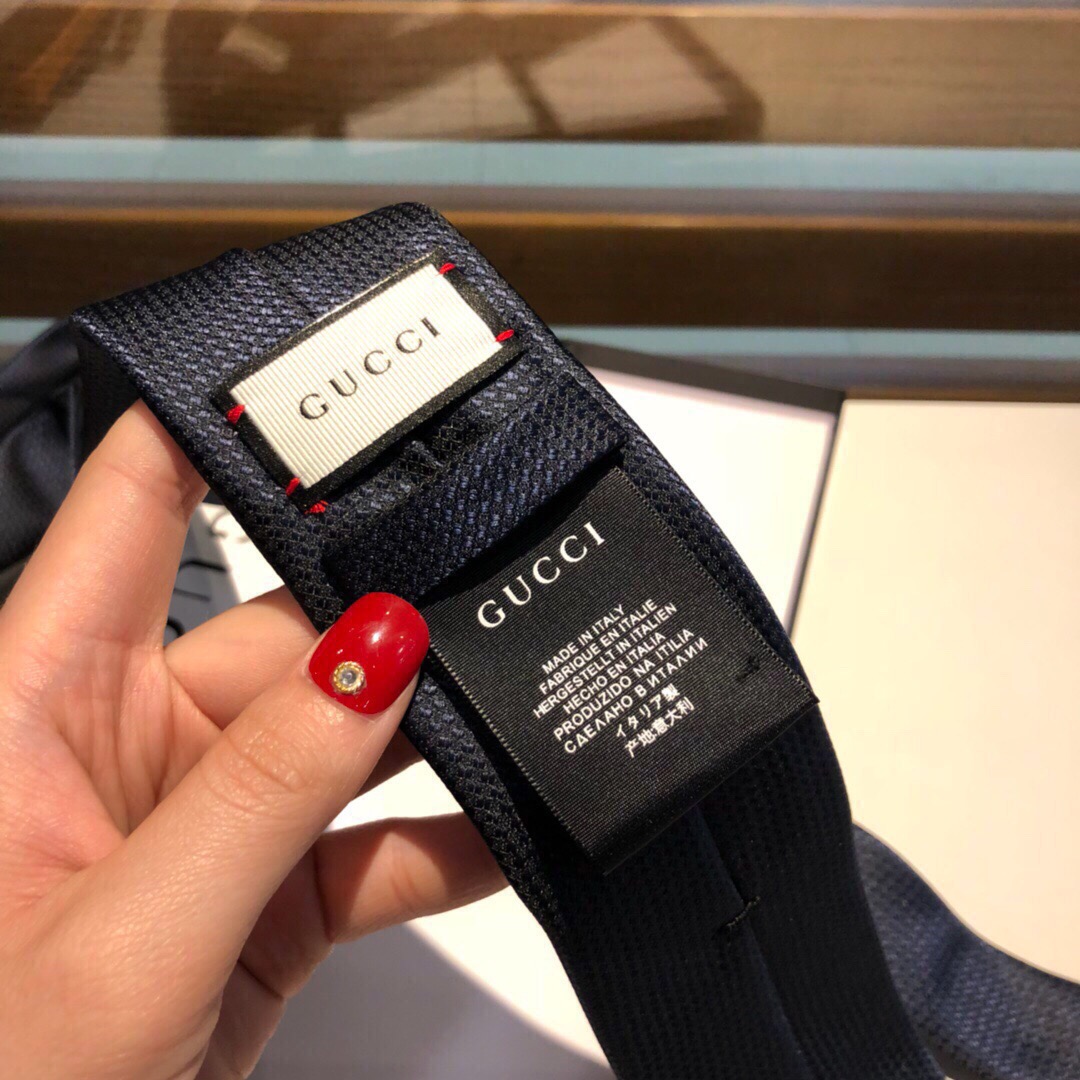 GUCCI
GUCCI
MADE IN ITALY
FABRIQUE EN ITALIE
HERGESTELLT IN ITALIEN
HECHO EN ITALIA
PRODUZIDO NA ITILIA
СДЕЛАНО В ИТАЛИИ
イタリア製
产地意大利